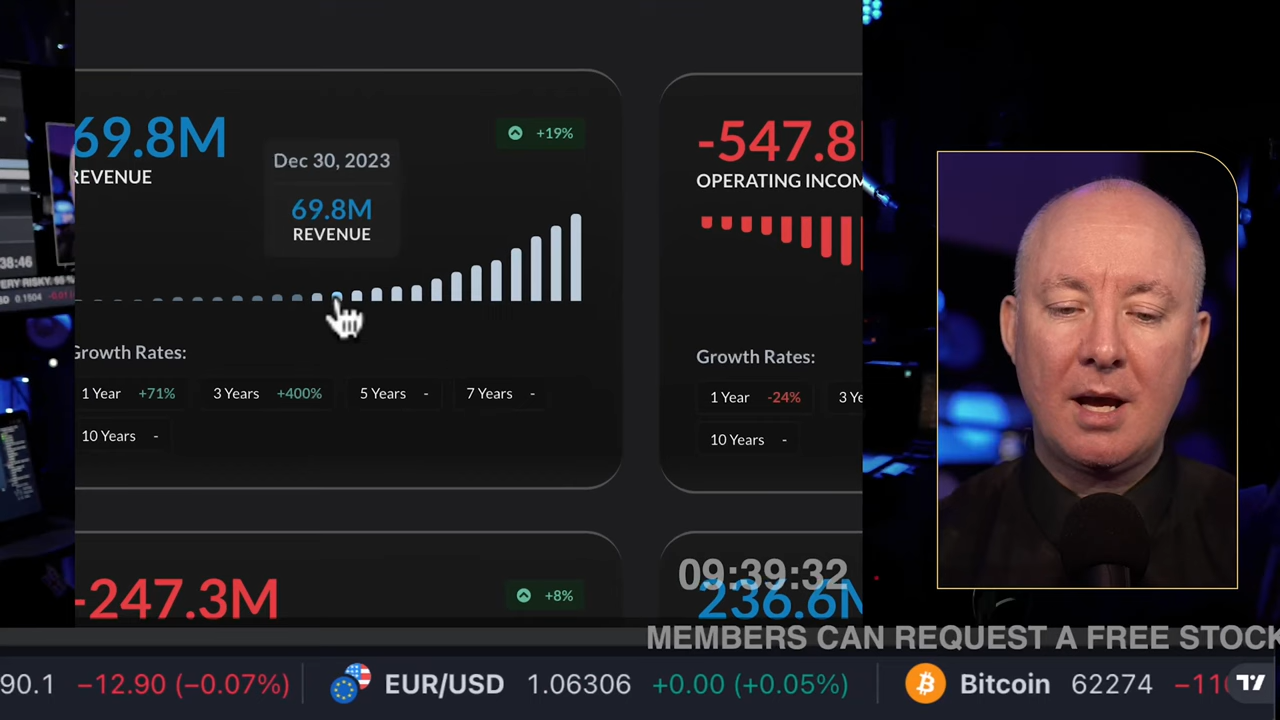 69.8M
REVENUE
+19%
Dec 30, 2023
69.8M
REVENUE
Growth Rates:
1 Year +71%
3 Years +400%
5 Years -
7 Years -
10 Years -
-547.8
OPERATING INCOM
Growth Rates:
1 Year -24%
3 Ye
10 Years -
-247.3M
+8%
09:39:32
236.6M
38:46
MEMBERS CAN REQUEST A FREE STOCK
90.1 −12.90 (−0.07%)
EUR/USD 1.06306 +0.00 (+0.05%)
Bitcoin 62274 −11